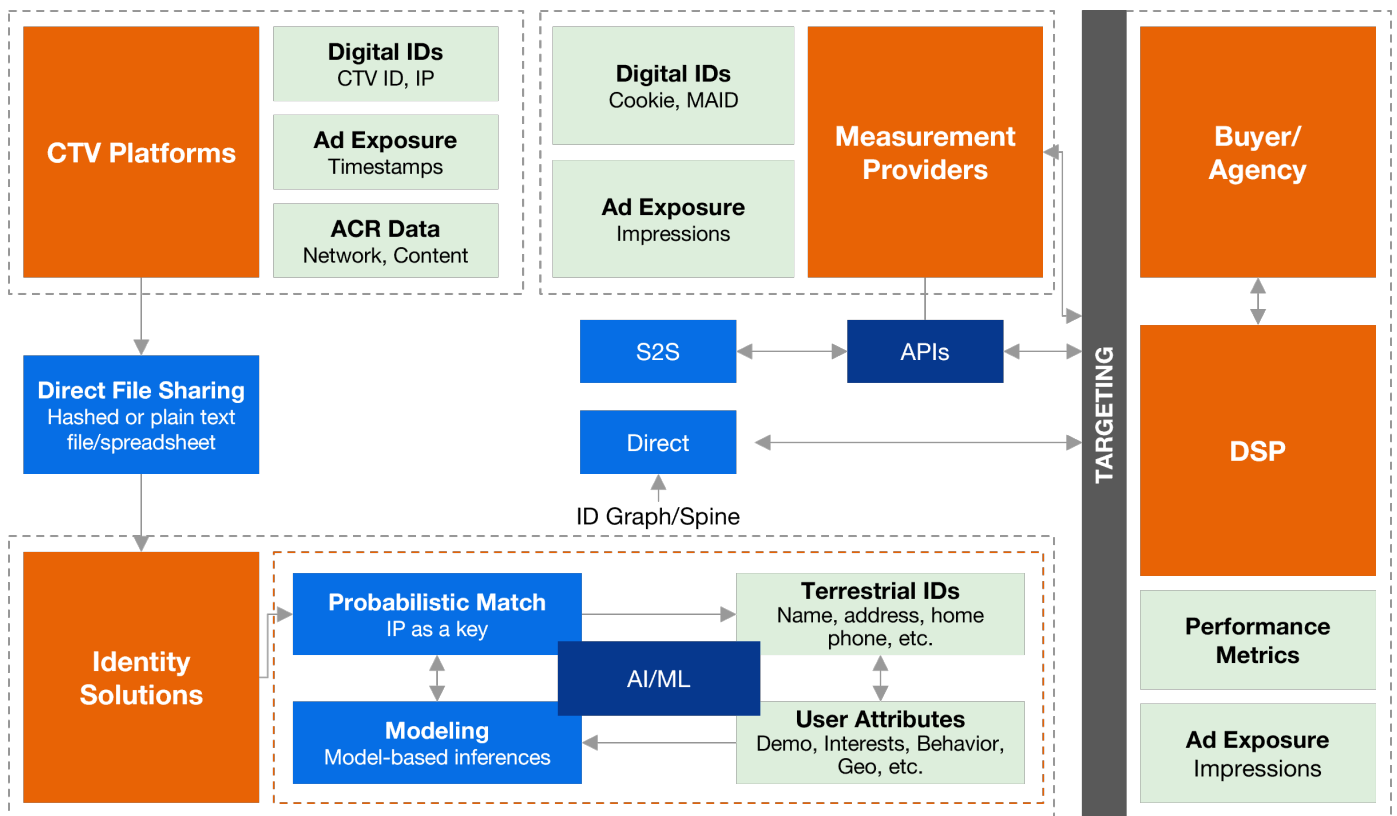 CTV Platforms
Digital IDs
CTV ID, IP
Ad Exposure
Timestamps
ACR Data
Network, Content
Digital IDs
Cookie, MAID
Ad Exposure
Impressions
Measurement
Providers
Buyer/
Agency
Direct File Sharing
Hashed or plain text
file/spreadsheet
S2S
APIs
Direct
ID Graph/Spine
TARGETING
DSP
Identity
Solutions
Probabilistic Match
IP as a key
Terrestrial IDs
Name, address, home
phone, etc.
AI/ML
Modeling
Model-based inferences
User Attributes
Demo, Interests, Behavior,
Geo, etc.
Performance
Metrics
Ad Exposure
Impressions